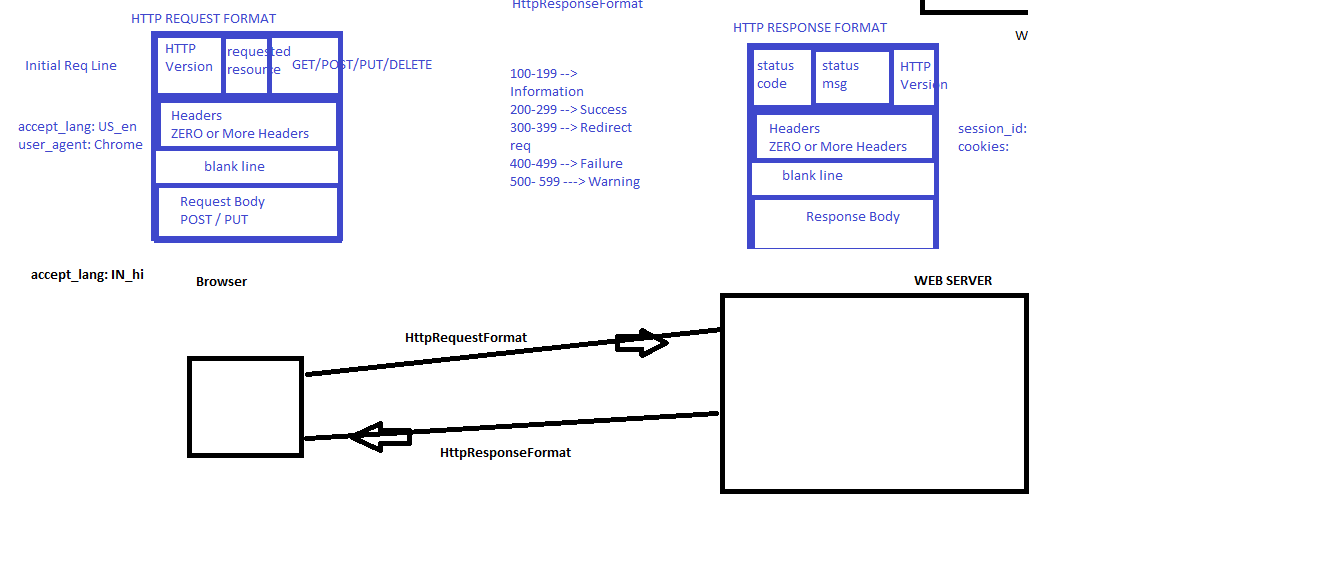 HttpResponseFormat
HTTP REQUEST FORMAT
HTTP RESPONSE FORMAT
W
Initial Req Line
HTTP
Version
requested
resource
GET/POST/PUT/DELETE
accept_lang: US_en
user_agent: Chrome
Headers
ZERO or More Headers
blank line
Request Body
POST / PUT
100-199 -->
Information
200-299 --> Success
300-399 --> Redirect
req
400-499 --> Failure
500- 599 ---> Warning
status
code
status
msg
HTTP
Version
Headers
ZERO or More Headers
session_id:
cookies:
blank line
Response Body
accept_lang: IN_hi
Browser
WEB SERVER
HttpRequestFormat
HttpResponseFormat